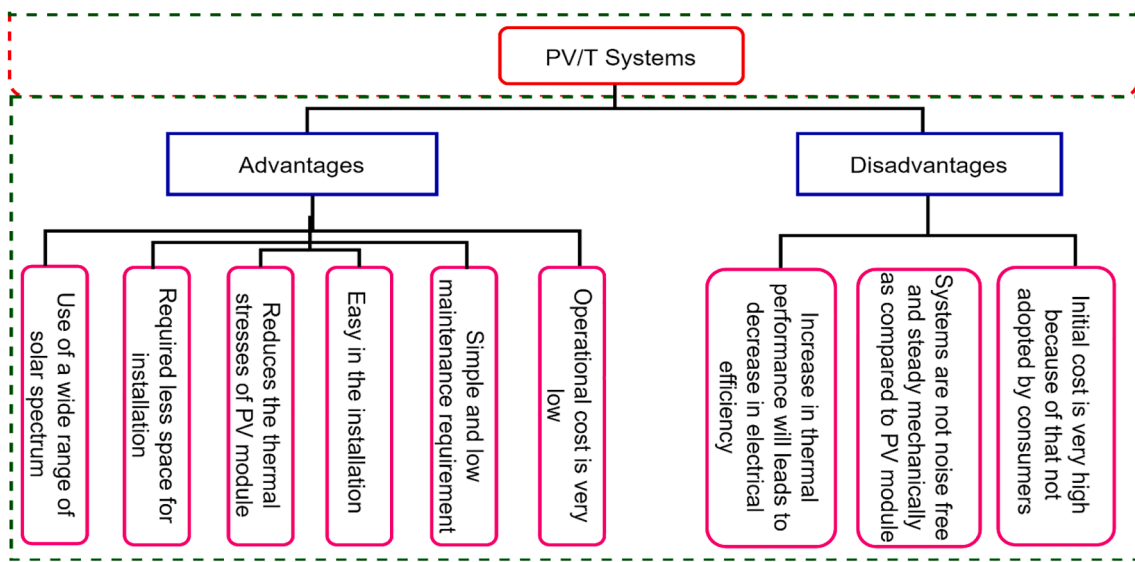 PV/T Systems
Advantages
Disadvantages
Use of a wide range of
solar spectrum
Required less space for
installation
Reduces the thermal
stresses of PV module
Easy in the installation
Simple and low
maintenance requirement
Operational cost is very
low
Increase in thermal
performance will leads to
decrease in electrical
efficiency
Systems are not noise free
and steady mechanically
as compared to PV module
Initial cost is very high
because of that not
adopted by consumers